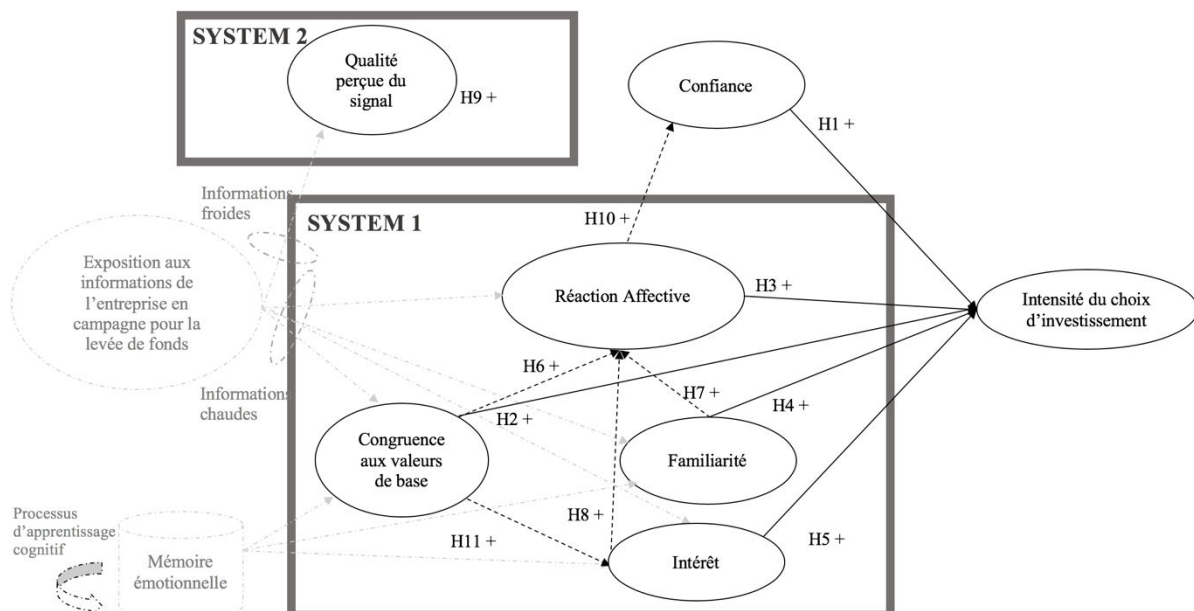 SYSTEM 2
Qualité
perçue du
signal
H9 +
Confiance
H1 +
Informations
froides
SYSTEM 1
H10 +
Exposition aux
informations de
l'entreprise en
campagne pour la
levée de fonds
Réaction Affective
H3 +
Intensité du choix
d'investissement
H6 +
H7 +
Informations
chaudes
H2 +
H4 +
Congruence
aux valeurs
de base
Familiarité
Processus
d'apprentissage
cognitif
H8 +
H11 +
H5 +
Mémoire
émotionnelle
Intérêt